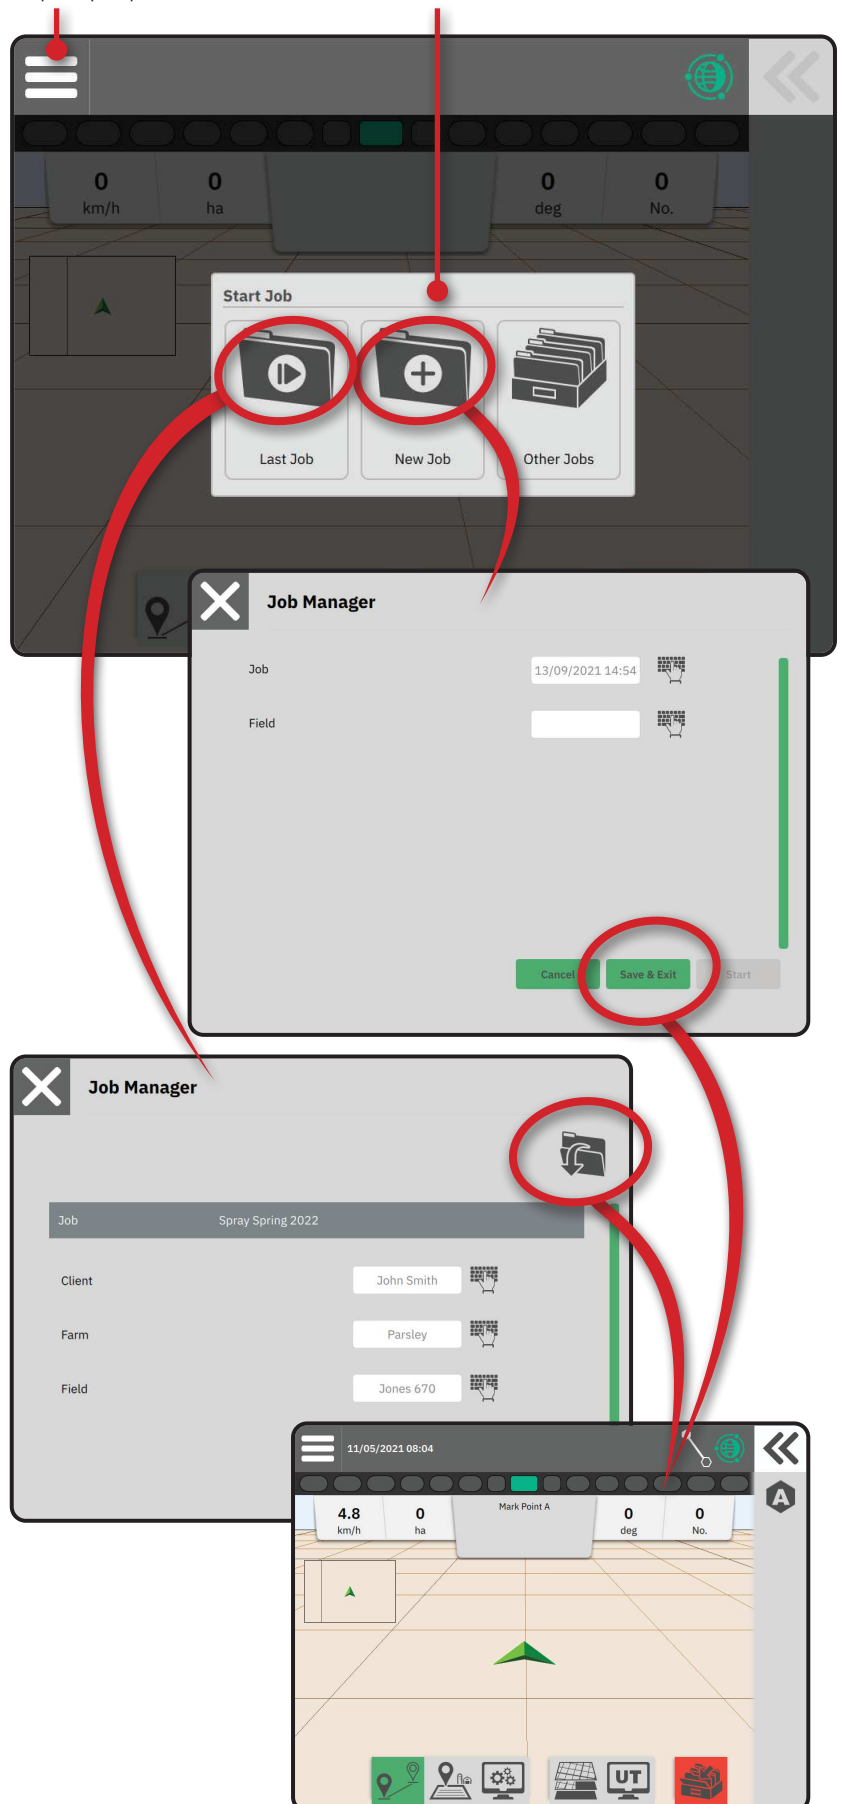 0
km/h
0
ha
0
deg
0
No.
Start Job
Last Job
New Job
Other Jobs
Job Manager
Job
13/09/2021 14:54
Field
Cancel
Save & Exit
Start
Job Manager
Job Spray Spring 2022
Client John Smith
Farm Parsley
Field Jones 670
11/05/2021 08:04
A
Mark Point A
4.8
km/h
0
ha
0
deg
0
No.
UT